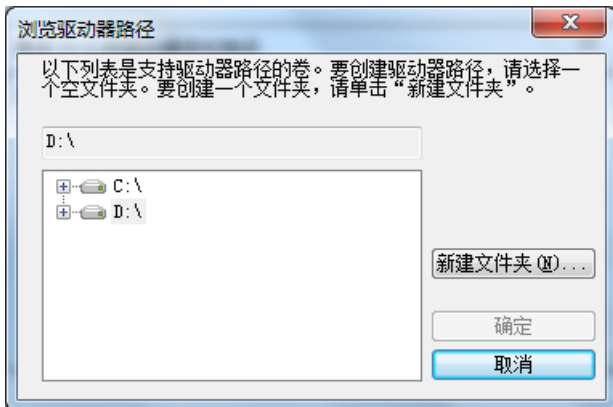 浏览驱动器路径
以下列表是支持驱动器路径的卷。要创建驱动器路径，请选择一
个空文件夹。要创建一个文件夹，请单击“新建文件夹”。
D:\
C:\
D:\
新建文件夹(N)...
确定
取消